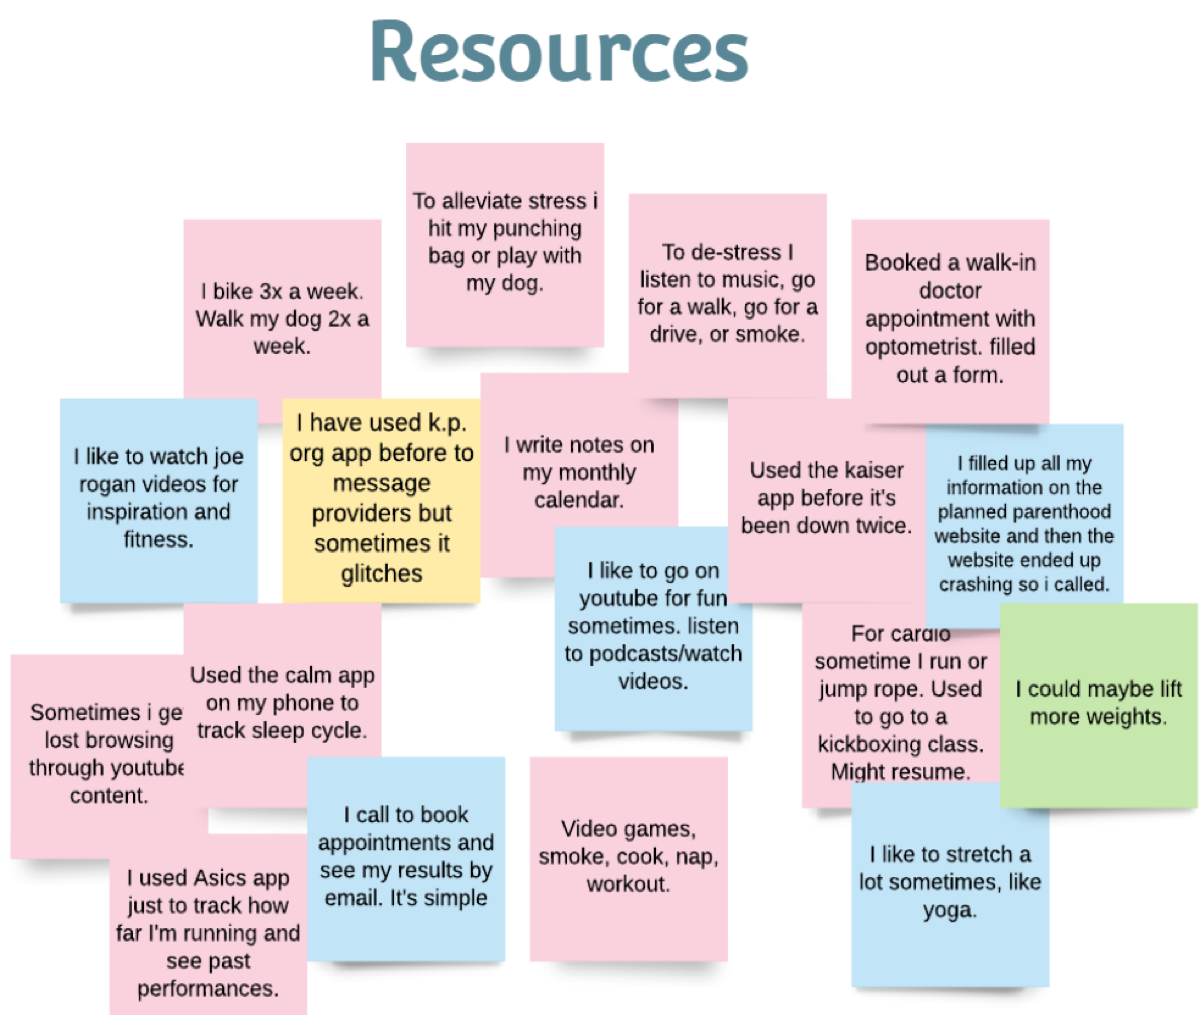 Resources
To alleviate stress i
hit my punching
bag or play with
my dog.
To de-stress I
listen to music, go
for a walk, go for a
drive, or smoke.
Booked a walk-in
doctor
appointment with
optometrist. filled
out a form.
I bike 3x a week.
Walk my dog 2x a
week.
I like to watch joe
rogan videos for
inspiration and
fitness.
I have used k.p.
org app before to
message
providers but
sometimes it
glitches
I write notes on
my monthly
calendar.
Used the kaiser
app before it's
been down twice.
I filled up all my
information on the
planned parenthood
website and then the
website ended up
crashing so i called.
I like to go on
youtube for fun
sometimes. listen
to podcasts/watch
videos.
For cardio
sometime I run or
jump rope. Used
to go to a
kickboxing class.
Might resume.
I could maybe lift
more weights.
Used the calm app
on my phone to
track sleep cycle.
Sometimes i ge
lost browsing
through youtube
content.
I call to book
appointments and
see my results by
email. It's simple
Video games,
smoke, cook, nap,
workout.
I like to stretch a
lot sometimes, like
yoga.
I used Asics app
just to track how
far I'm running and
see past
performances.